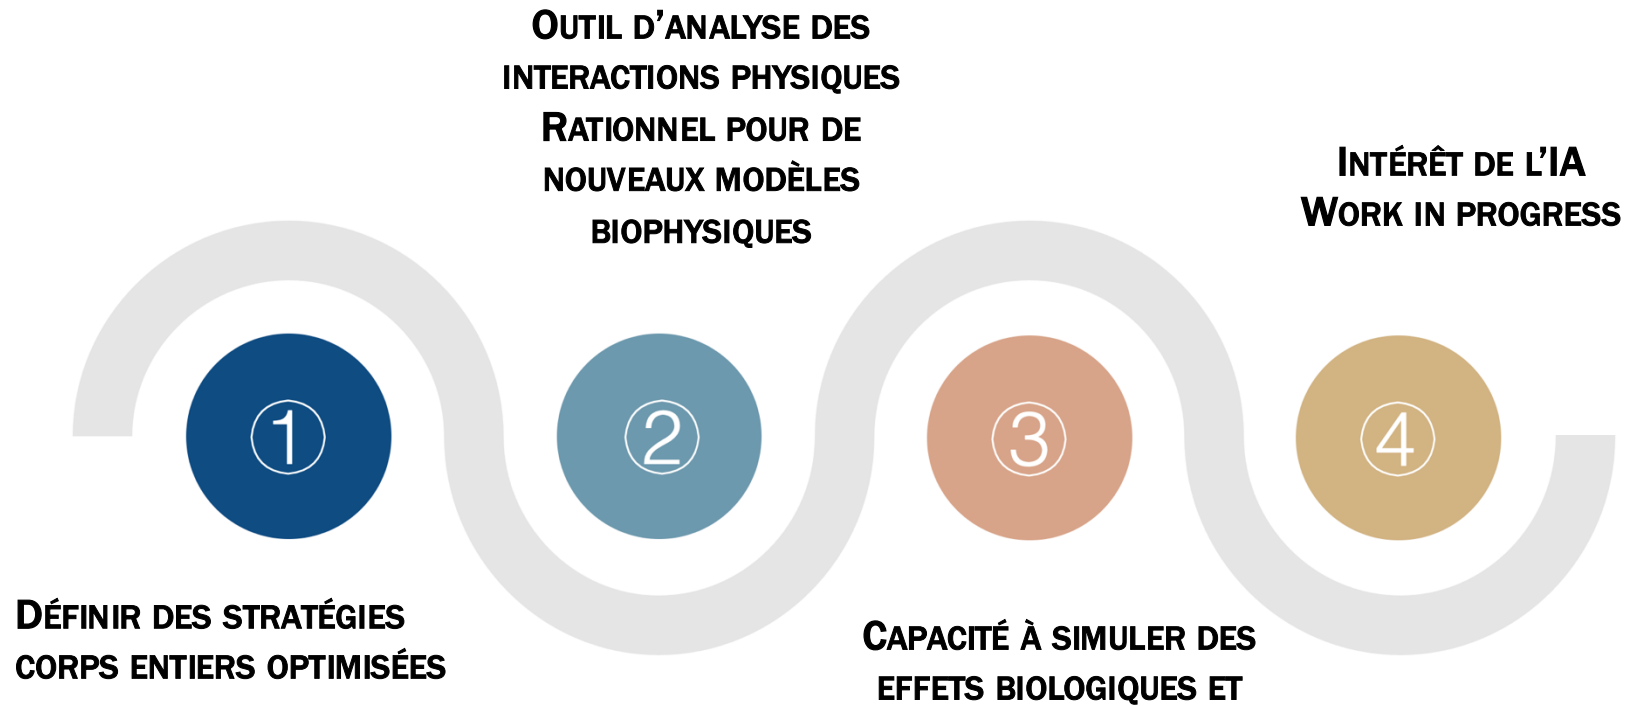 ①
DÉFINIR DES STRATÉGIES
CORPS ENTIERS OPTIMISÉES
②
OUTIL D’ANALYSE DES
INTERACTIONS PHYSIQUES
RATIONNEL POUR DE
NOUVEAUX MODÈLES
BIOPHYSIQUES
③
CAPACITÉ À SIMULER DES
EFFETS BIOLOGIQUES ET
④
INTÉRÊT DE L’IA
WORK IN PROGRESS